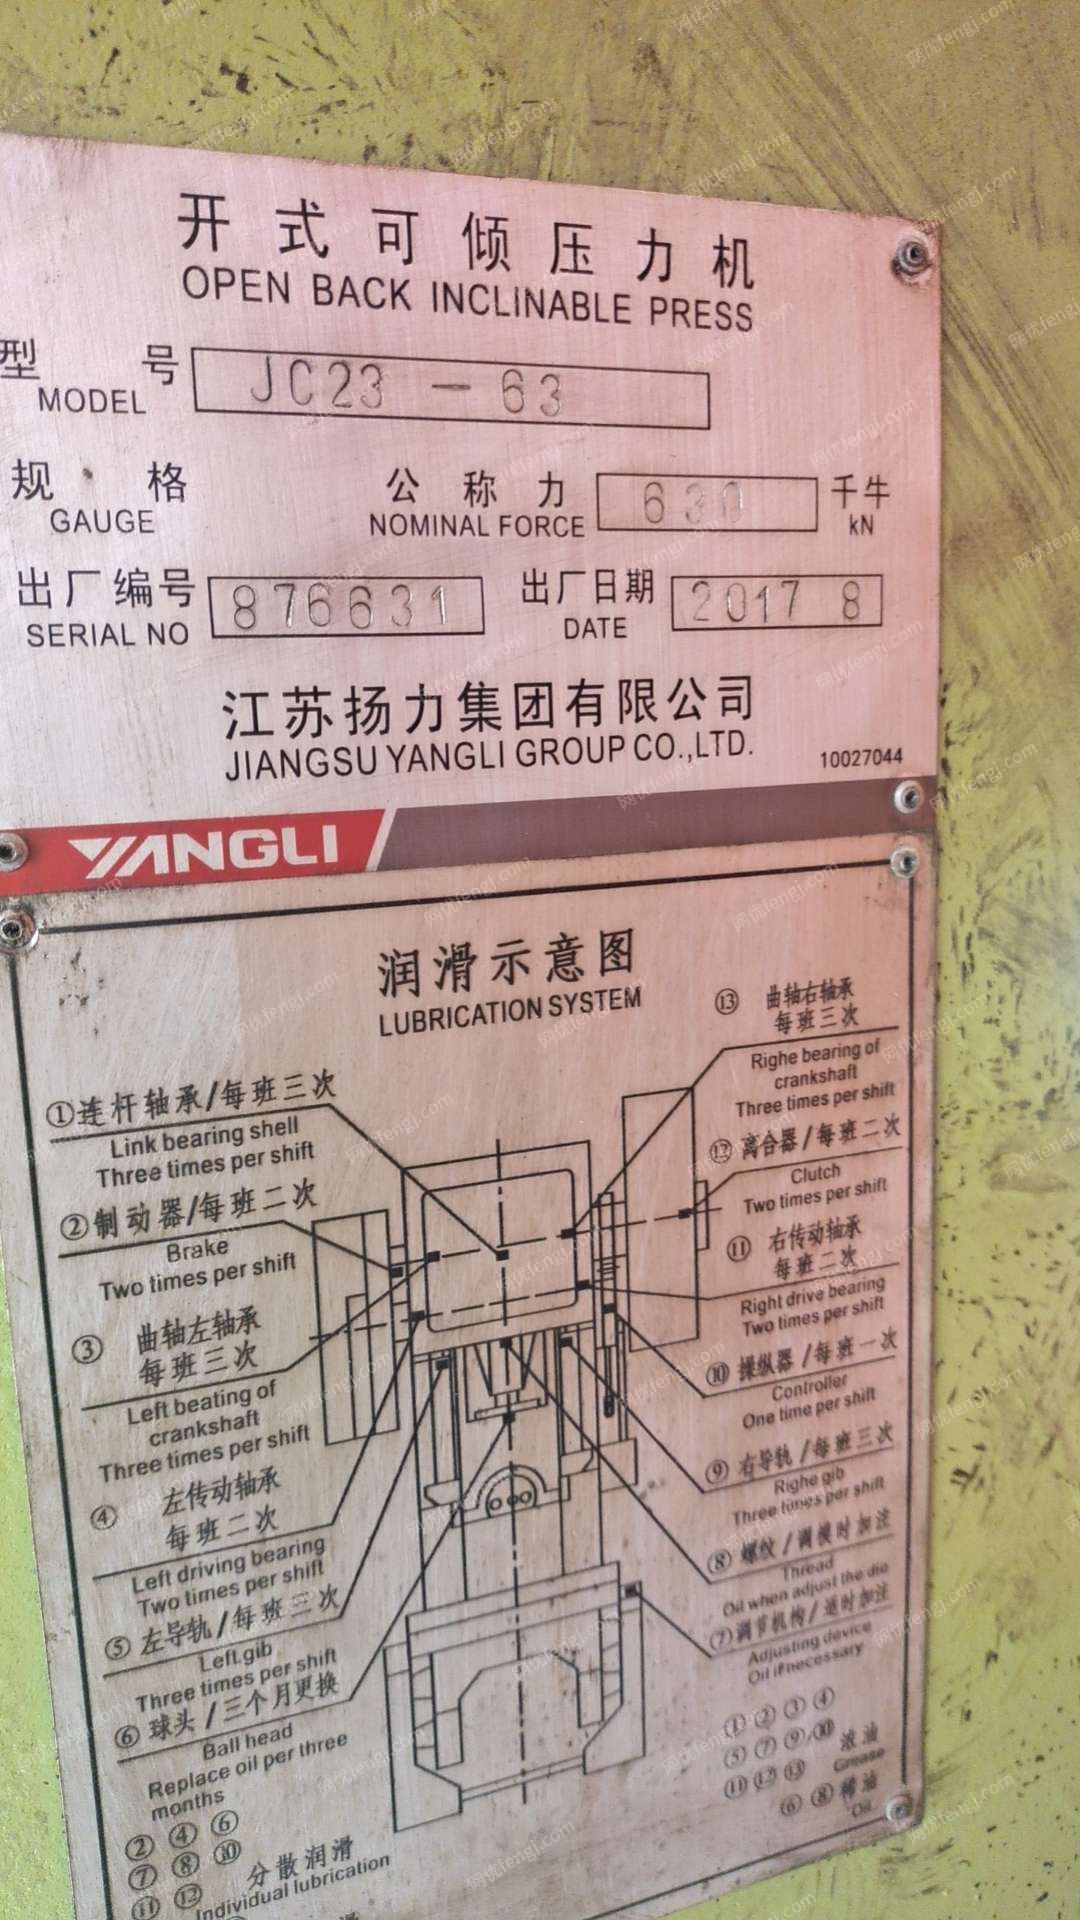 开式可倾压力机
OPEN BACK INCLINABLE PRESS
型号 JC23-63
MODEL
规格 公称力 630 千牛
GAUGE NOMINAL FORCE kN
出厂编号 876631 出厂日期 2017 8
SERIAL NO DATE
江苏扬力集团有限公司
JIANGSU YANGLI GROUP CO.,LTD.
10027044
YANGLI
润滑示意图
LUBRICATION SYSTEM
①连杆轴承/每班三次
Link bearing shell
Three times per shift
②制动器/每班二次
Brake
Two times per shift
③ 曲轴左轴承
每班三次
Left beating of
crankshaft
Three times per shift
④ 左传动轴承
每班二次
Left driving bearing
Two times per shift
⑤左导轨/每班三次
Left.gib
Three times per shift
⑥球头/三个月更换
Ball head
Replace oil per three
months
②④⑥
⑦⑧⑩
⑪⑫ 分散润滑
Individual lubrication
⑬ 曲轴右轴承
每班三次
Righe bearing of
crankshaft
Three times per shift
⑫离合器/每班二次
Clutch
Two times per shift
⑪ 右传动轴承
每班二次
Right drive bearing
Two times per shift
⑩操纵器/每班一次
Controller
One time per shift
⑨右导轨/每班三次
Righe gib
Three times per shift
⑧螺纹/调模时加注
Thread
Oil when adjust the die
⑦调节机构/适时加注
Adjusting device
Oil ifnecessary
①②③④
⑤⑦⑨/⑩ 浓油
⑪⑫⑬ Grease
⑥⑧稀油
Oil